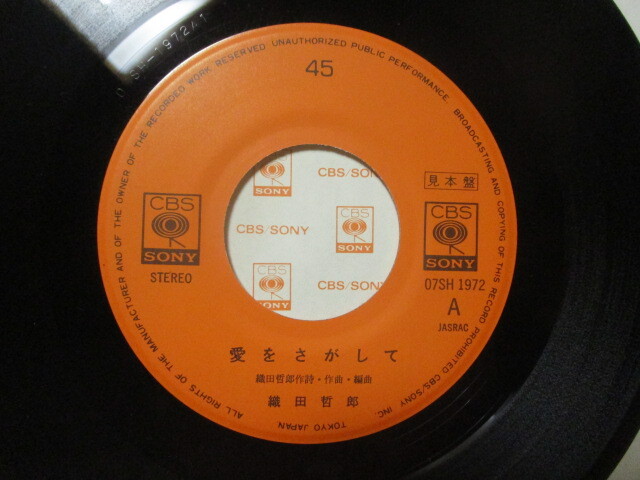 ALL RIGHTS OF THE MANUFACTURER AND OF THE OWNER OF THE RECORDED WORK RESERVED. UNAUTHORIZED PUBLIC PERFORMANCE. BROADCASTING AND COPYING OF THIS RECORD PROHIBITED CBS/SONY INC. TOKYO JAPAN
45
見本盤
CBS
SONY
STEREO
CBS
SONY
07SH 1972
A
JASRAC
SONY
CBS/SON
CBS/SONY
CBS
SONY
CBS
SONY
CBS/SON
愛をさがして
織田哲郎作詩・作曲・編曲
織田哲郎